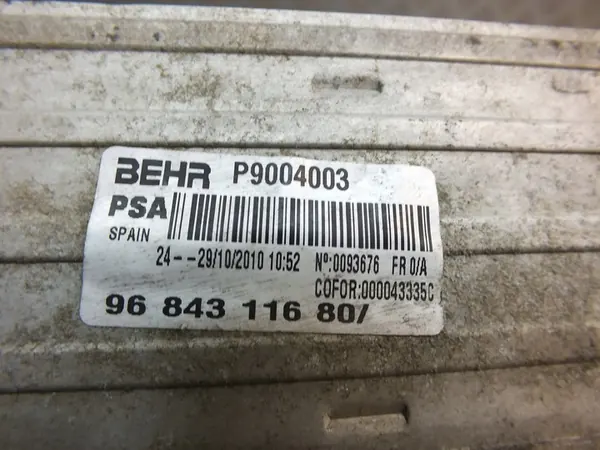 BEHR P9004003
PSA
SPAIN
24--29/10/2010 10:52 Nº:0093676 FR 0/A
COFOR:000043335C
96 843 116 80/